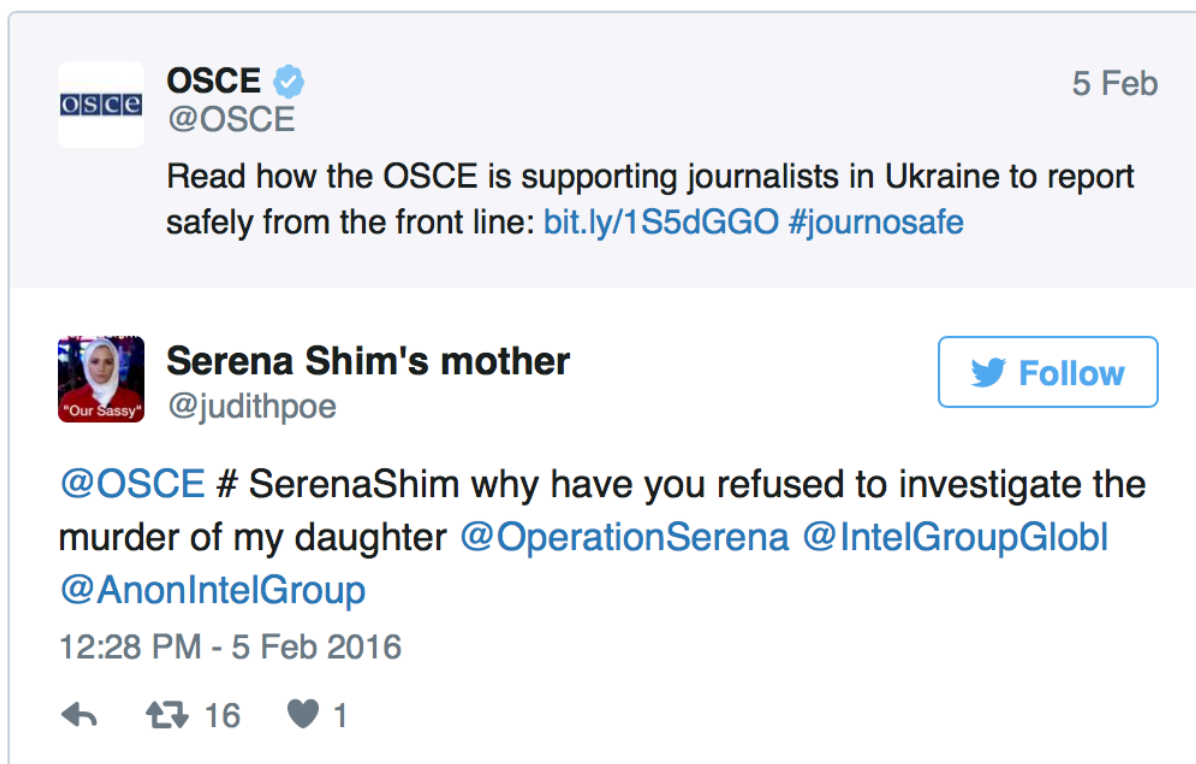 OSCE
5 Feb
osce
@OSCE
Read how the OSCE is supporting journalists in Ukraine to report
safely from the front line: bit.ly/1S5dGGO #journosafe
Serena Shim's mother
Follow
"Our Sassy"
@judithpoe
@OSCE # SerenaShim why have you refused to investigate the
murder of my daughter @OperationSerena @IntelGroupGlobl
@AnonIntelGroup
12:28 PM - 5 Feb 2016
16 1